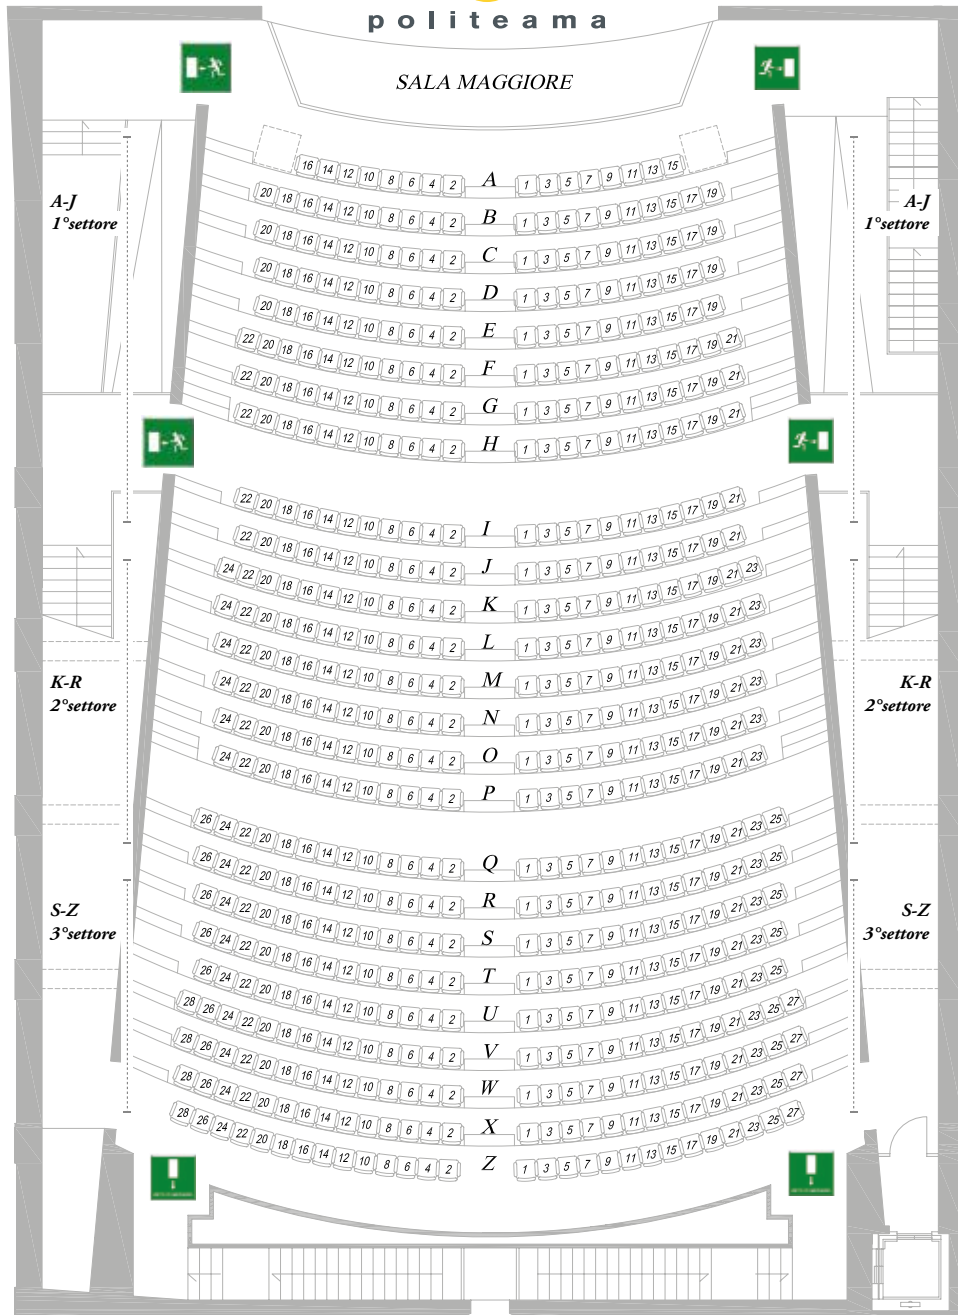 politeama
SALA MAGGIORE
16 14 12 10 8 6 4 2 A 1 3 5 7 9 11 13 15
20 18 16 14 12 10 8 6 4 2 B 1 3 5 7 9 11 13 15 17 19
A-J
1°settore
A-J
1°settore
20 18 16 14 12 10 8 6 4 2 C 1 3 5 7 9 11 13 15 17 19
20 18 16 14 12 10 8 6 4 2 D 1 3 5 7 9 11 13 15 17 19
20 18 16 14 12 10 8 6 4 2 E 1 3 5 7 9 11 13 15 17 19
22 20 18 16 14 12 10 8 6 4 2 F 1 3 5 7 9 11 13 15 17 19 21
22 20 18 16 14 12 10 8 6 4 2 G 1 3 5 7 9 11 13 15 17 19 21
22 20 18 16 14 12 10 8 6 4 2 H 1 3 5 7 9 11 13 15 17 19 21
22 20 18 16 14 12 10 8 6 4 2 I 1 3 5 7 9 11 13 15 17 19 21
22 20 18 16 14 12 10 8 6 4 2 J 1 3 5 7 9 11 13 15 17 19 21
24 22 20 18 16 14 12 10 8 6 4 2 K 1 3 5 7 9 11 13 15 17 19 21 23
24 22 20 18 16 14 12 10 8 6 4 2 L 1 3 5 7 9 11 13 15 17 19 21 23
24 22 20 18 16 14 12 10 8 6 4 2 M 1 3 5 7 9 11 13 15 17 19 21 23
K-R
2°settore
K-R
2°settore
24 22 20 18 16 14 12 10 8 6 4 2 N 1 3 5 7 9 11 13 15 17 19 21 23
24 22 20 18 16 14 12 10 8 6 4 2 O 1 3 5 7 9 11 13 15 17 19 21 23
24 22 20 18 16 14 12 10 8 6 4 2 P 1 3 5 7 9 11 13 15 17 19 21 23
26 24 22 20 18 16 14 12 10 8 6 4 2 Q 1 3 5 7 9 11 13 15 17 19 21 23 25
26 24 22 20 18 16 14 12 10 8 6 4 2 R 1 3 5 7 9 11 13 15 17 19 21 23 25
S-Z
3°settore
S-Z
3°settore
26 24 22 20 18 16 14 12 10 8 6 4 2 S 1 3 5 7 9 11 13 15 17 19 21 23 25
26 24 22 20 18 16 14 12 10 8 6 4 2 T 1 3 5 7 9 11 13 15 17 19 21 23 25
26 24 22 20 18 16 14 12 10 8 6 4 2 U 1 3 5 7 9 11 13 15 17 19 21 23 25
28 26 24 22 20 18 16 14 12 10 8 6 4 2 V 1 3 5 7 9 11 13 15 17 19 21 23 25 27
28 26 24 22 20 18 16 14 12 10 8 6 4 2 W 1 3 5 7 9 11 13 15 17 19 21 23 25 27
28 26 24 22 20 18 16 14 12 10 8 6 4 2 X 1 3 5 7 9 11 13 15 17 19 21 23 25 27
28 26 24 22 20 18 16 14 12 10 8 6 4 2 Z 1 3 5 7 9 11 13 15 17 19 21 23 25 27